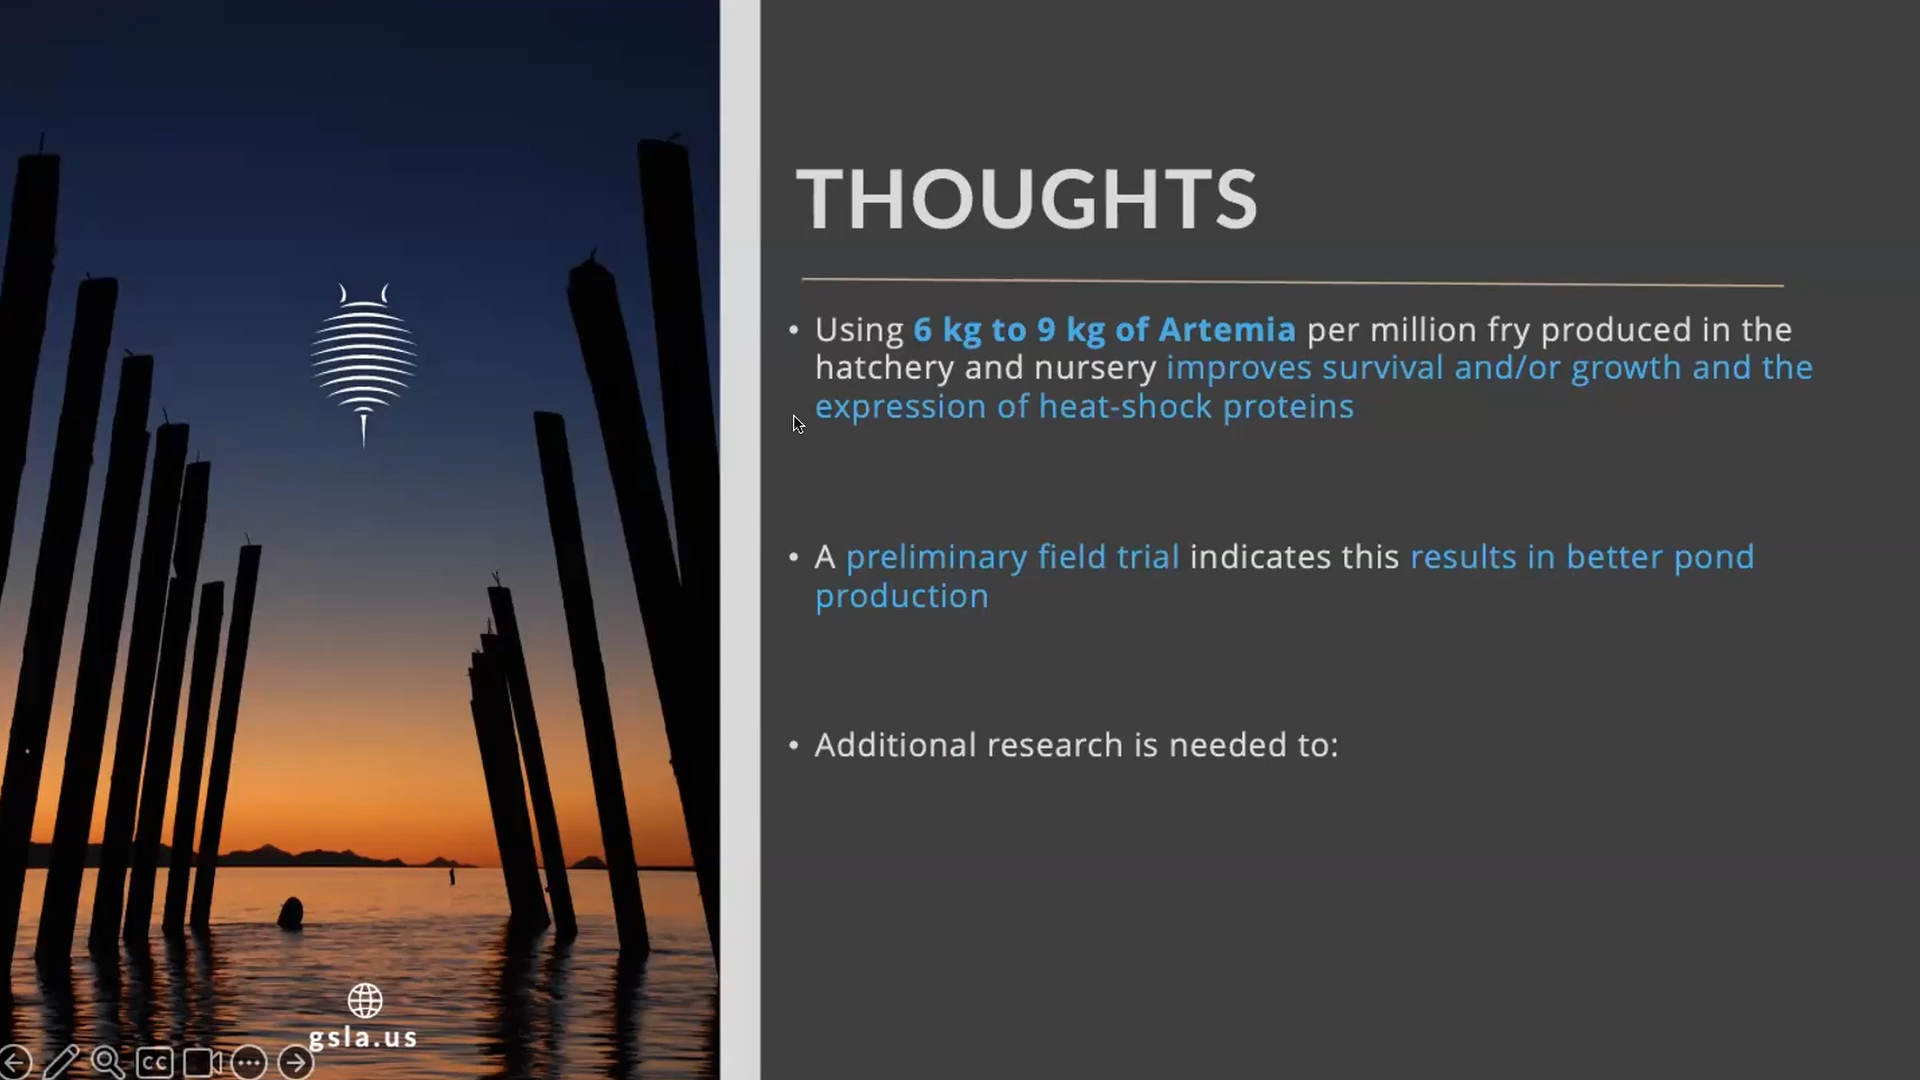 THOUGHTS
• Using 6 kg to 9 kg of Artemia per million fry produced in the
hatchery and nursery improves survival and/or growth and the
expression of heat-shock proteins
• A preliminary field trial indicates this results in better pond
production
• Additional research is needed to:
gsla.us
CC